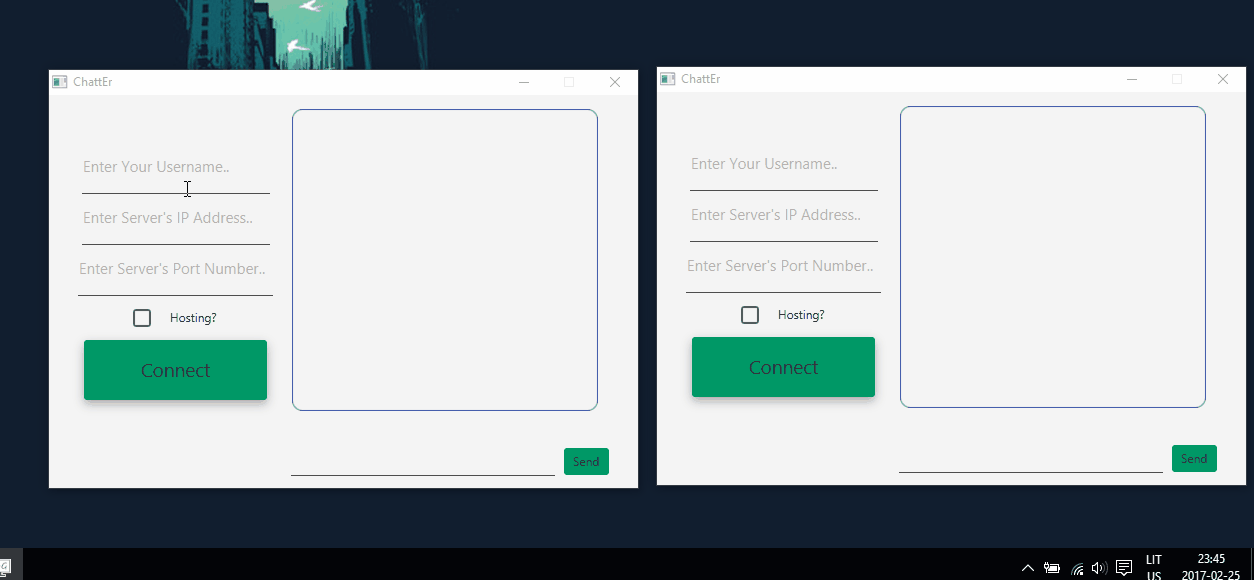 ChattEr
Enter Your Username..
Enter Server's IP Address..
Enter Server's Port Number..
Hosting?
Connect
Send
ChattEr
Enter Your Username..
Enter Server's IP Address..
Enter Server's Port Number..
Hosting?
Connect
Send
LIT
US
23:45
2017-02-25